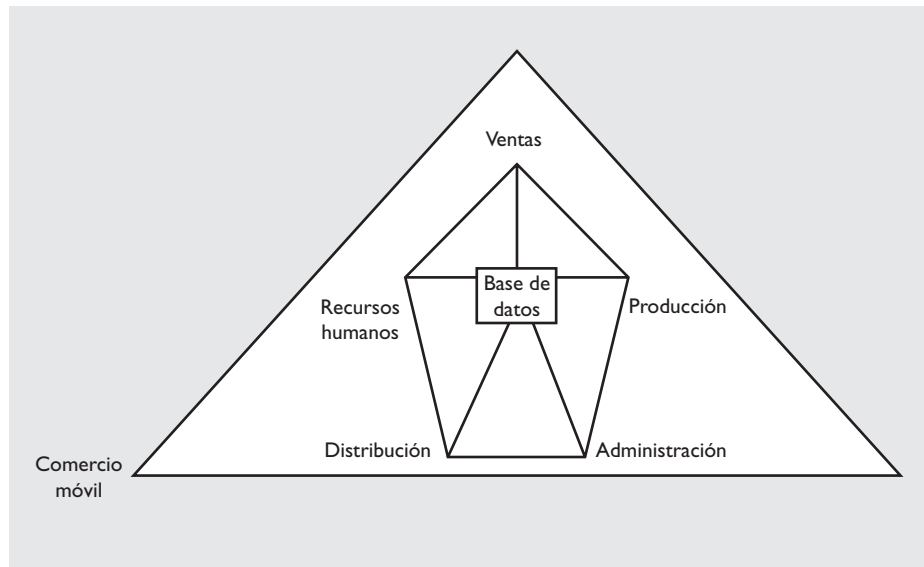 Ventas
Base de
datos
Recursos
humanos
Producción
Distribución
Administración
Comercio
móvil